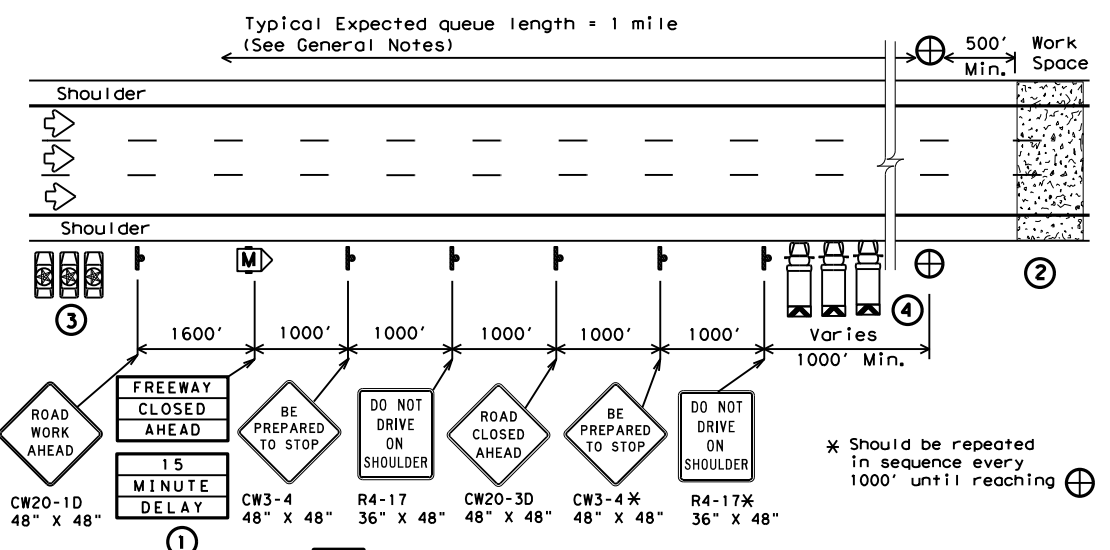 Typical Expected queue length = 1 mile
(See General Notes)
500'
Min.
Work
Space
Shoulder
Shoulder
M
3
4
2
1600'
1000'
1000'
1000'
1000'
1000'
Varies
1000' Min.
ROAD
WORK
AHEAD
CW20-1D
48" X 48"
FREEWAY
CLOSED
AHEAD
15
MINUTE
DELAY
1
BE
PREPARED
TO STOP
CW3-4
48" X 48"
DO NOT
DRIVE
ON
SHOULDER
R4-17
36" X 48"
ROAD
CLOSED
AHEAD
CW20-3D
48" X 48"
BE
PREPARED
TO STOP
CW3-4*
48" X 48"
DO NOT
DRIVE
ON
SHOULDER
R4-17*
36" X 48"
* Should be repeated
in sequence every
1000' until reaching